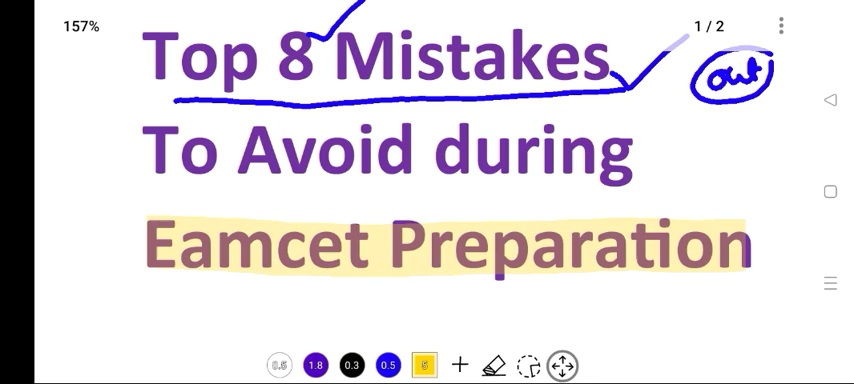 157%
1 / 2
Top 8 Mistakes
out
To Avoid during
Eamcet Preparation
0.5 1.8 0.3 0.5 5